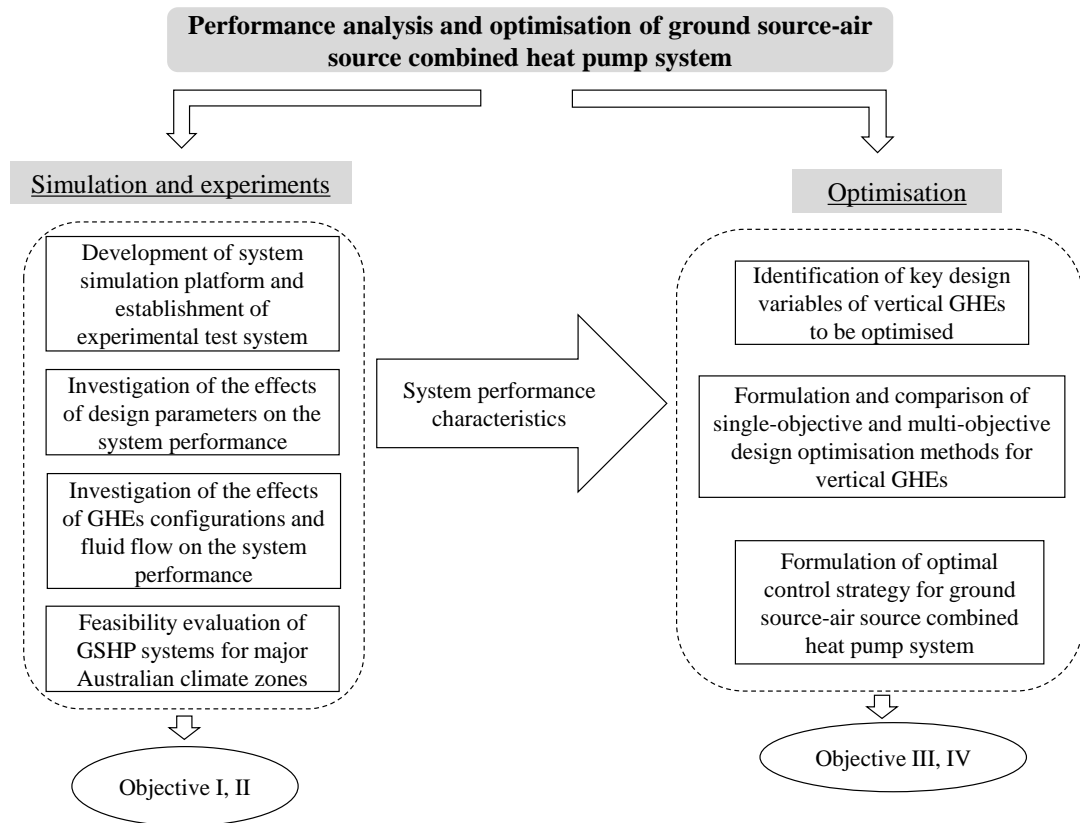 Performance analysis and optimisation of ground source-air
source combined heat pump system
Simulation and experiments
Development of system
simulation platform and
establishment of
experimental test system
Investigation of the effects
of design parameters on the
system performance
Investigation of the effects
of GHEs configurations and
fluid flow on the system
performance
Feasibility evaluation of
GSHP systems for major
Australian climate zones
Objective I, II
System performance
characteristics
Optimisation
Identification of key design
variables of vertical GHEs
to be optimised
Formulation and comparison of
single-objective and multi-objective
design optimisation methods for
vertical GHEs
Formulation of optimal
control strategy for ground
source-air source combined
heat pump system
Objective III, IV